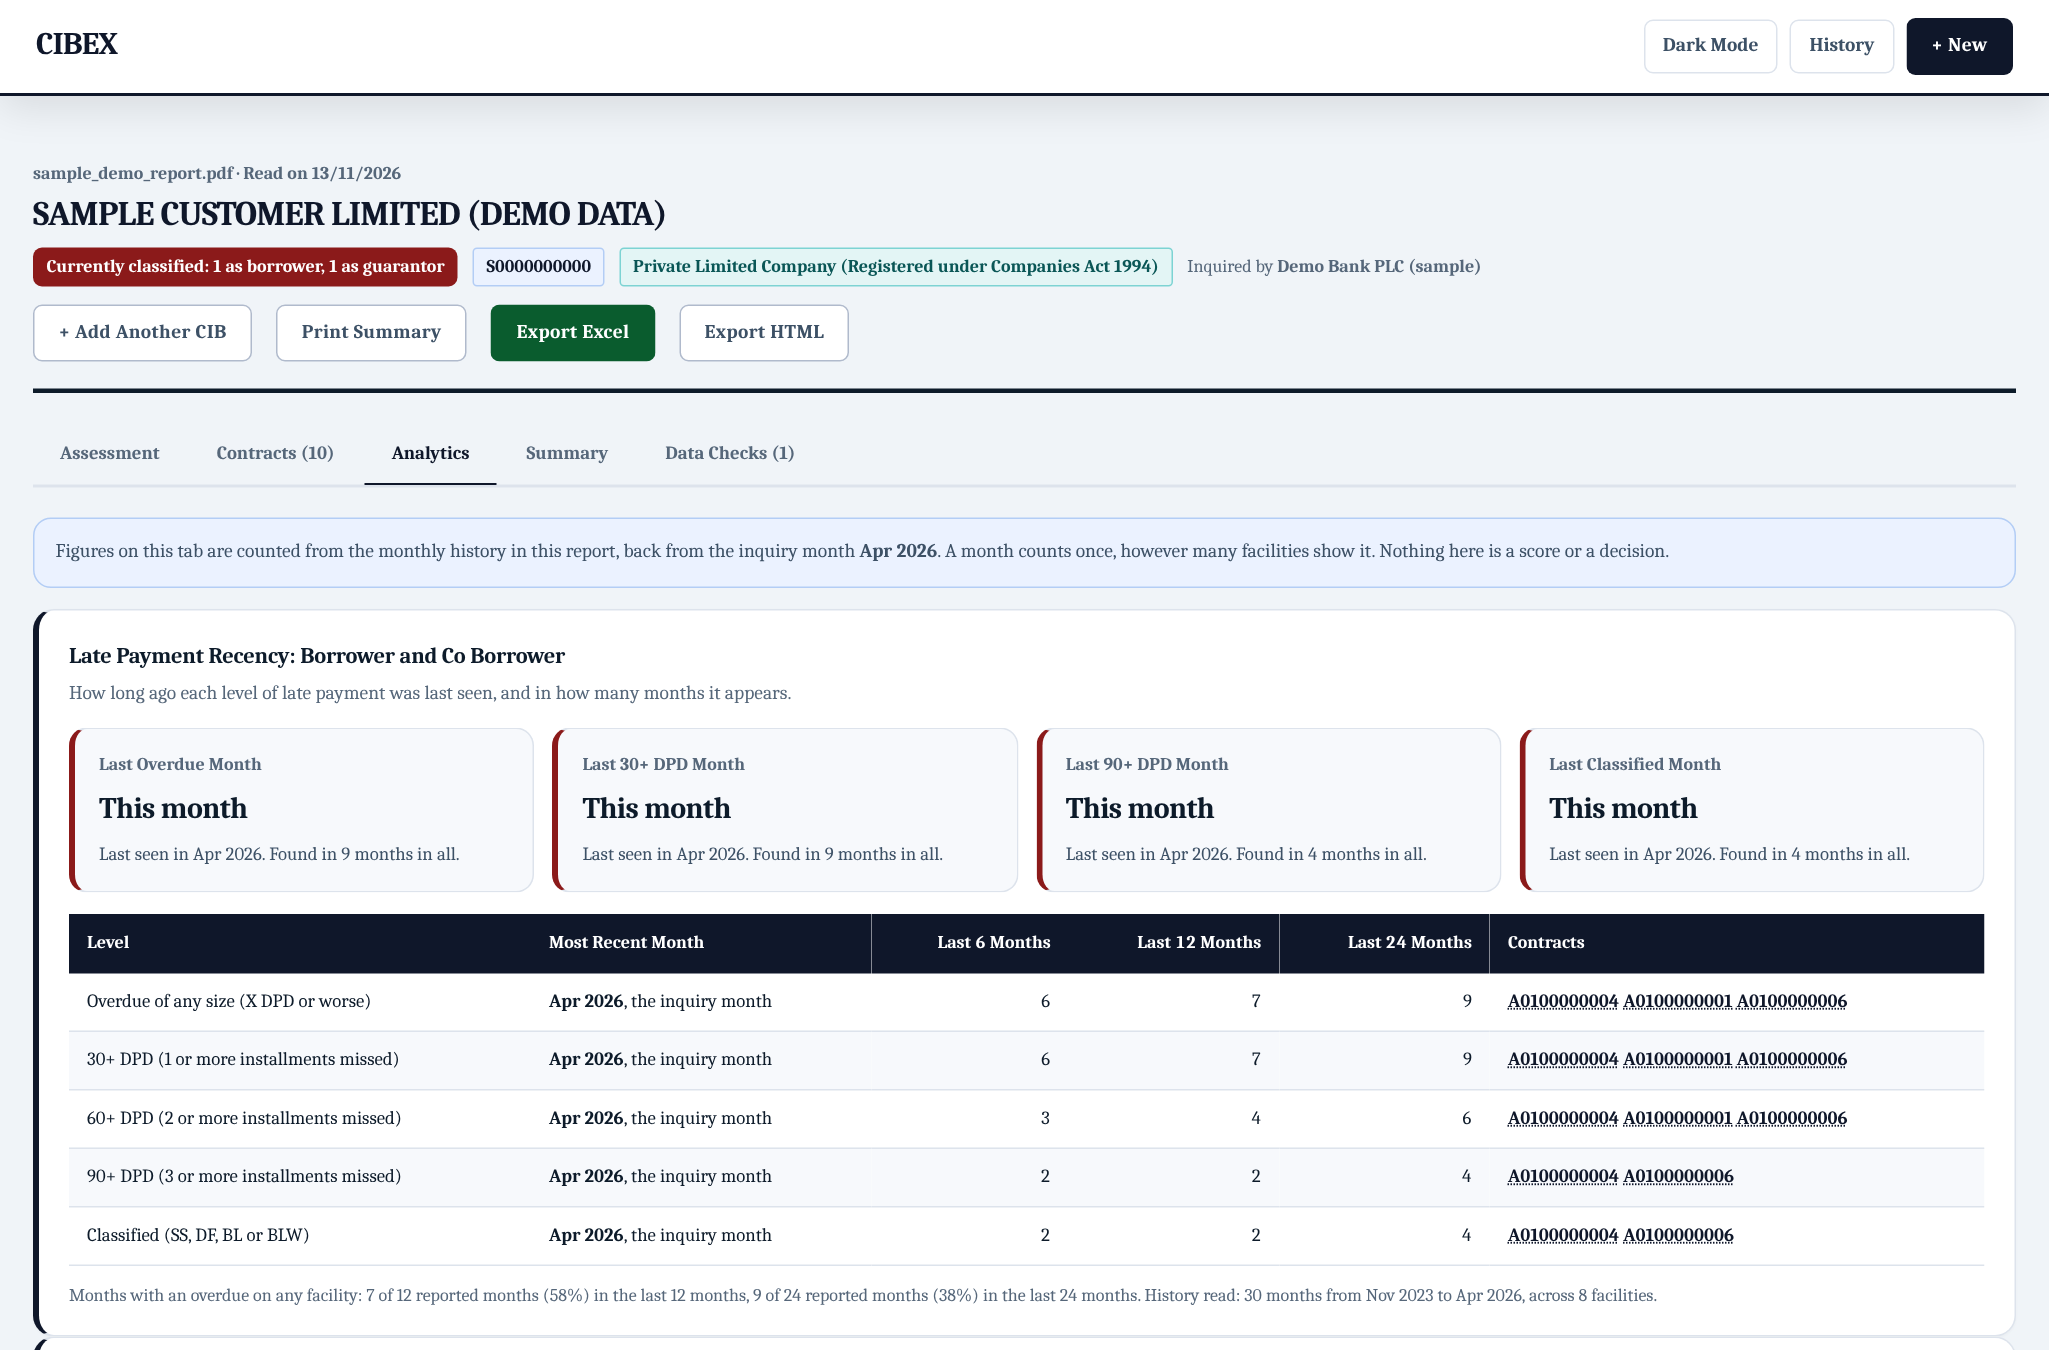 CIBEX
Dark Mode
History
+ New
sample_demo_report.pdf · Read on 13/11/2026
SAMPLE CUSTOMER LIMITED (DEMO DATA)
Currently classified: 1 as borrower, 1 as guarantor
S0000000000
Private Limited Company (Registered under Companies Act 1994)
Inquired by Demo Bank PLC (sample)
+ Add Another CIB
Print Summary
Export Excel
Export HTML
Assessment
Contracts (10)
Analytics
Summary
Data Checks (1)
Figures on this tab are counted from the monthly history in this report, back from the inquiry month Apr 2026. A month counts once, however many facilities show it. Nothing here is a score or a decision.
Late Payment Recency: Borrower and Co Borrower
How long ago each level of late payment was last seen, and in how many months it appears.
Last Overdue Month
This month
Last seen in Apr 2026. Found in 9 months in all.
Last 30+ DPD Month
This month
Last seen in Apr 2026. Found in 9 months in all.
Last 90+ DPD Month
This month
Last seen in Apr 2026. Found in 4 months in all.
Last Classified Month
This month
Last seen in Apr 2026. Found in 4 months in all.
Level Most Recent Month Last 6 Months Last 12 Months Last 24 Months Contracts
Overdue of any size (X DPD or worse) Apr 2026, the inquiry month 6 7 9 A0100000004 A0100000001 A0100000006
30+ DPD (1 or more installments missed) Apr 2026, the inquiry month 6 7 9 A0100000004 A0100000001 A0100000006
60+ DPD (2 or more installments missed) Apr 2026, the inquiry month 3 4 6 A0100000004 A0100000001 A0100000006
90+ DPD (3 or more installments missed) Apr 2026, the inquiry month 2 2 4 A0100000004 A0100000006
Classified (SS, DF, BL or BLW) Apr 2026, the inquiry month 2 2 4 A0100000004 A0100000006
Months with an overdue on any facility: 7 of 12 reported months (58%) in the last 12 months, 9 of 24 reported months (38%) in the last 24 months. History read: 30 months from Nov 2023 to Apr 2026, across 8 facilities.